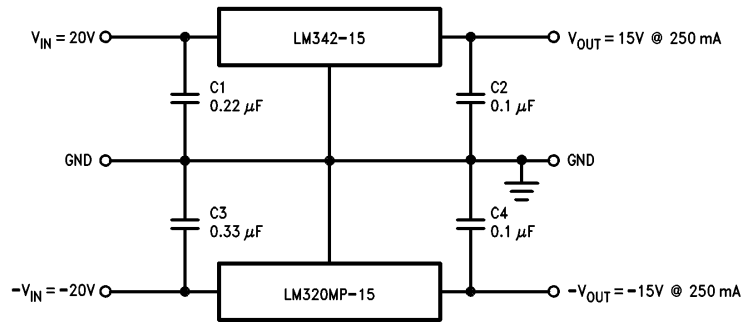 V_IN = 20V
LM342-15
V_OUT = 15V @ 250 mA
C1
0.22 μF
C2
0.1 μF
GND
GND
C3
0.33 μF
C4
0.1 μF
-V_IN = -20V
LM320MP-15
-V_OUT = -15V @ 250 mA